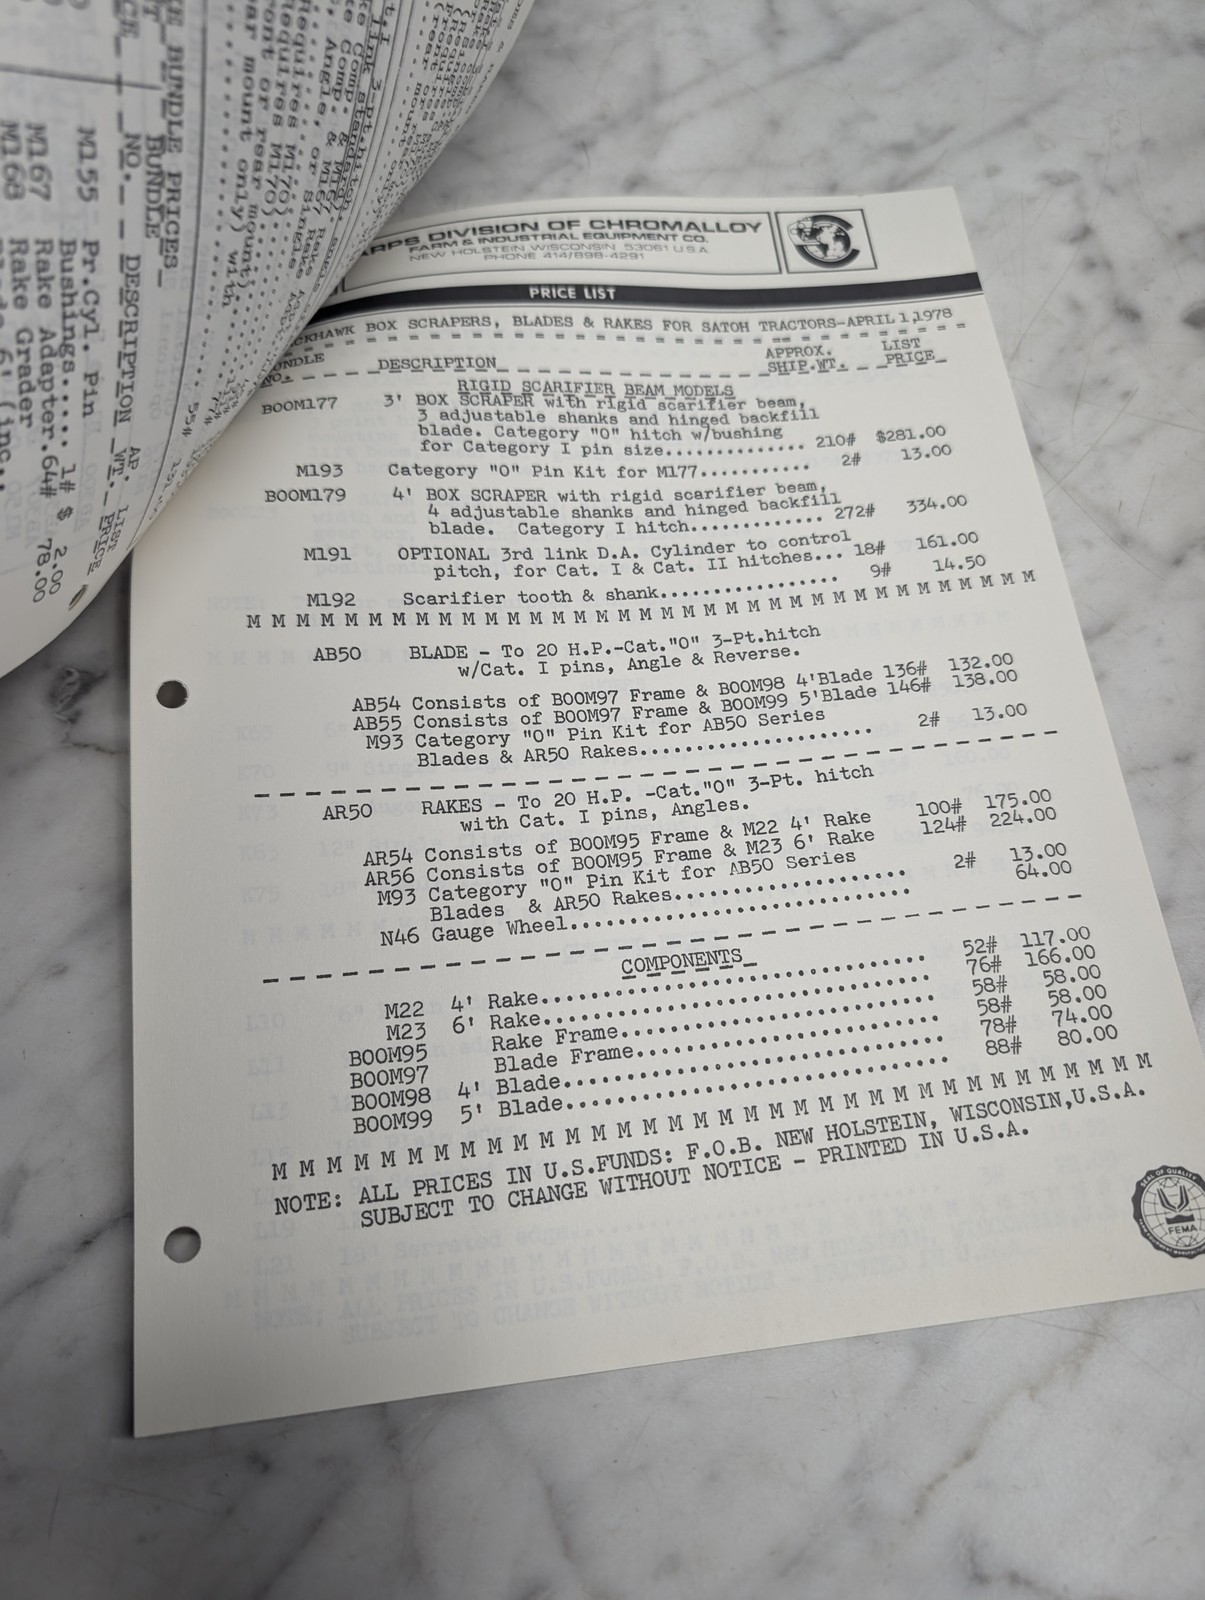 ARPS DIVISION OF CHROMALLOY
FARM & INDUSTRIAL EQUIPMENT CO.
NEW HOLSTEIN, WISCONSIN 53061 U.S.A.
PHONE 414/898-4291
PRICE LIST
BOX SCRAPERS, BLADES & RAKES FOR SATOH TRACTORS-APRIL 1,1978
NO. DESCRIPTION APPROX. SHIP.WT. LIST PRICE
RIGID SCARIFIER BEAM MODELS
BOOM177 3' BOX SCRAPER with rigid scarifier beam,
3 adjustable shanks and hinged backfill
blade. Category "O" hitch w/bushing
for Category I pin size............... 210# $281.00
M193 Category "O" Pin Kit for M177........... 2# 13.00
BOOM179 4' BOX SCRAPER with rigid scarifier beam,
4 adjustable shanks and hinged backfill
blade. Category I hitch............ 272# 334.00
M191 OPTIONAL 3rd link D.A. Cylinder to control
pitch, for Cat. I & Cat. II hitches... 18# 161.00
M192 Scarifier tooth & shank................ 9# 14.50
M M M M M M M M M M M M M M M M M M M M M M M M M M M M M M M M M
AB50 BLADE - To 20 H.P.-Cat."O" 3-Pt.hitch
w/Cat. I pins, Angle & Reverse.
AB54 Consists of BOOM97 Frame & BOOM98 4'Blade 136# 132.00
AB55 Consists of BOOM97 Frame & BOOM99 5'Blade 146# 138.00
M93 Category "O" Pin Kit for AB50 Series
Blades & AR50 Rakes..................... 2# 13.00
AR50 RAKES - To 20 H.P. -Cat."O" 3-Pt. hitch
with Cat. I pins, Angles.
AR54 Consists of BOOM95 Frame & M22 4' Rake 100# 175.00
AR56 Consists of BOOM95 Frame & M23 6' Rake 124# 224.00
M93 Category "O" Pin Kit for AB50 Series
Blades & AR50 Rakes..................... 2# 13.00
N46 Gauge Wheel.............................. 64.00
COMPONENTS
M22 4' Rake.................................. 52# 117.00
M23 6' Rake.................................. 76# 166.00
BOOM95 Rake Frame............................ 58# 58.00
BOOM97 Blade Frame........................... 58# 58.00
BOOM98 4' Blade.............................. 78# 74.00
BOOM99 5' Blade.............................. 88# 80.00
M M M M M M M M M M M M M M M M M M M M M M M M M M M M M M M M M
NOTE: ALL PRICES IN U.S.FUNDS: F.O.B. NEW HOLSTEIN, WISCONSIN,U.S.A.
SUBJECT TO CHANGE WITHOUT NOTICE - PRINTED IN U.S.A.
SEAL OF QUALITY
FEMA
BUNDLE PRICES
BUNDLE
NO. DESCRIPTION AP. WT. LIST PRICE
M155 Pr.Cyl. Pin
Bushings..... 1# $ 2.00
M167 Rake Adapter.64# 78.00
M168 Rake Grader